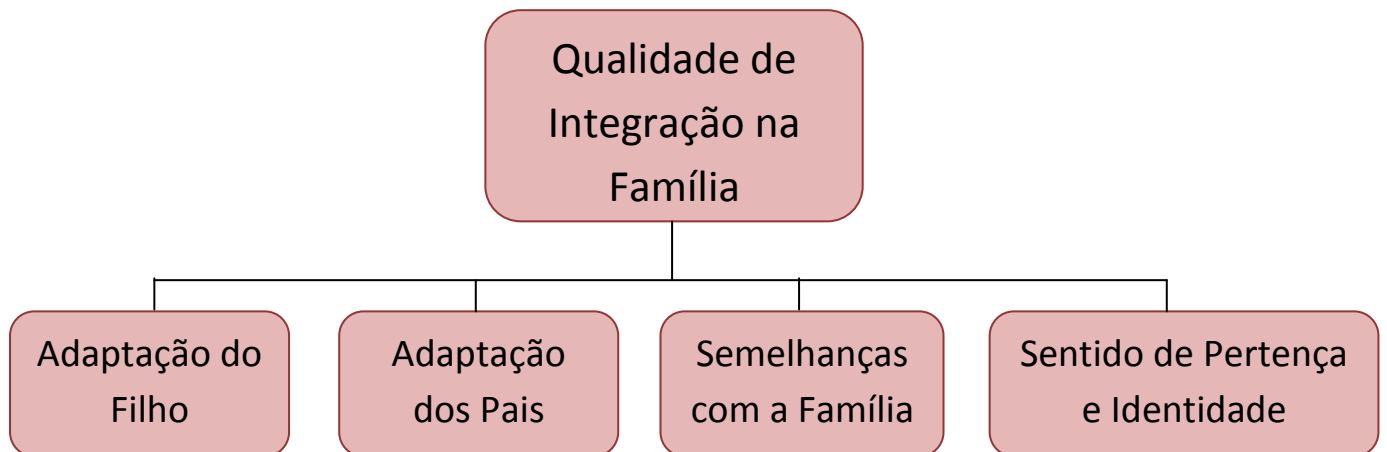 Qualidade de
Integração na
Família
Adaptação do
Filho
Adaptação
dos Pais
Semelhanças
com a Família
Sentido de Pertença
e Identidade